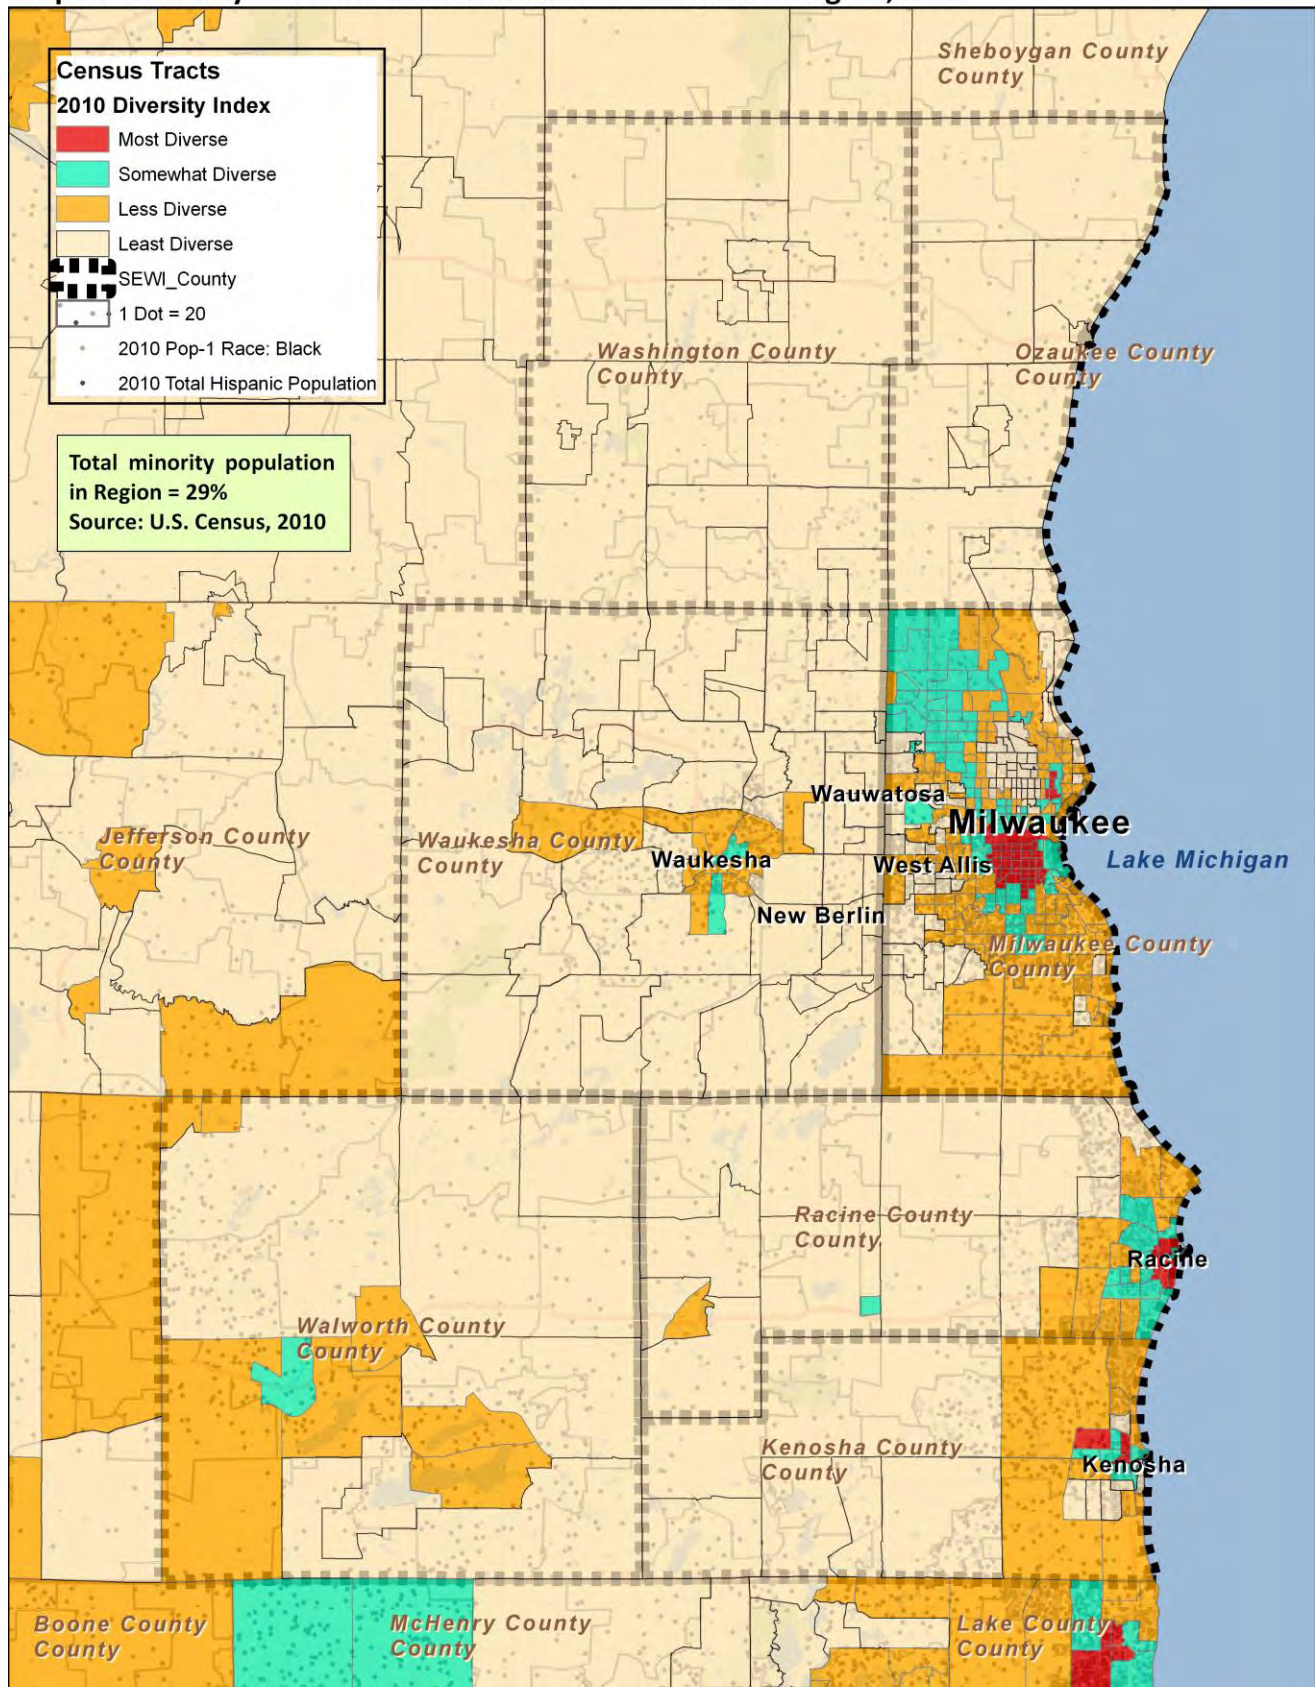 Census Tracts
2010 Diversity Index
Most Diverse
Somewhat Diverse
Less Diverse
Least Diverse
SEWI_County
1 Dot = 20
2010 Pop-1 Race: Black
2010 Total Hispanic Population
Total minority population
in Region = 29%
Source: U.S. Census, 2010
Sheboygan County
County
Washington County
County
Ozaukee County
County
Wauwatosa
Milwaukee
Jefferson County
County
Waukesha County
County
Waukesha
West Allis
Lake Michigan
New Berlin
Milwaukee County
County
Racine County
County
Racine
Walworth County
County
Kenosha County
County
Kenosha
Boone County
County
McHenry County
County
Lake County
County